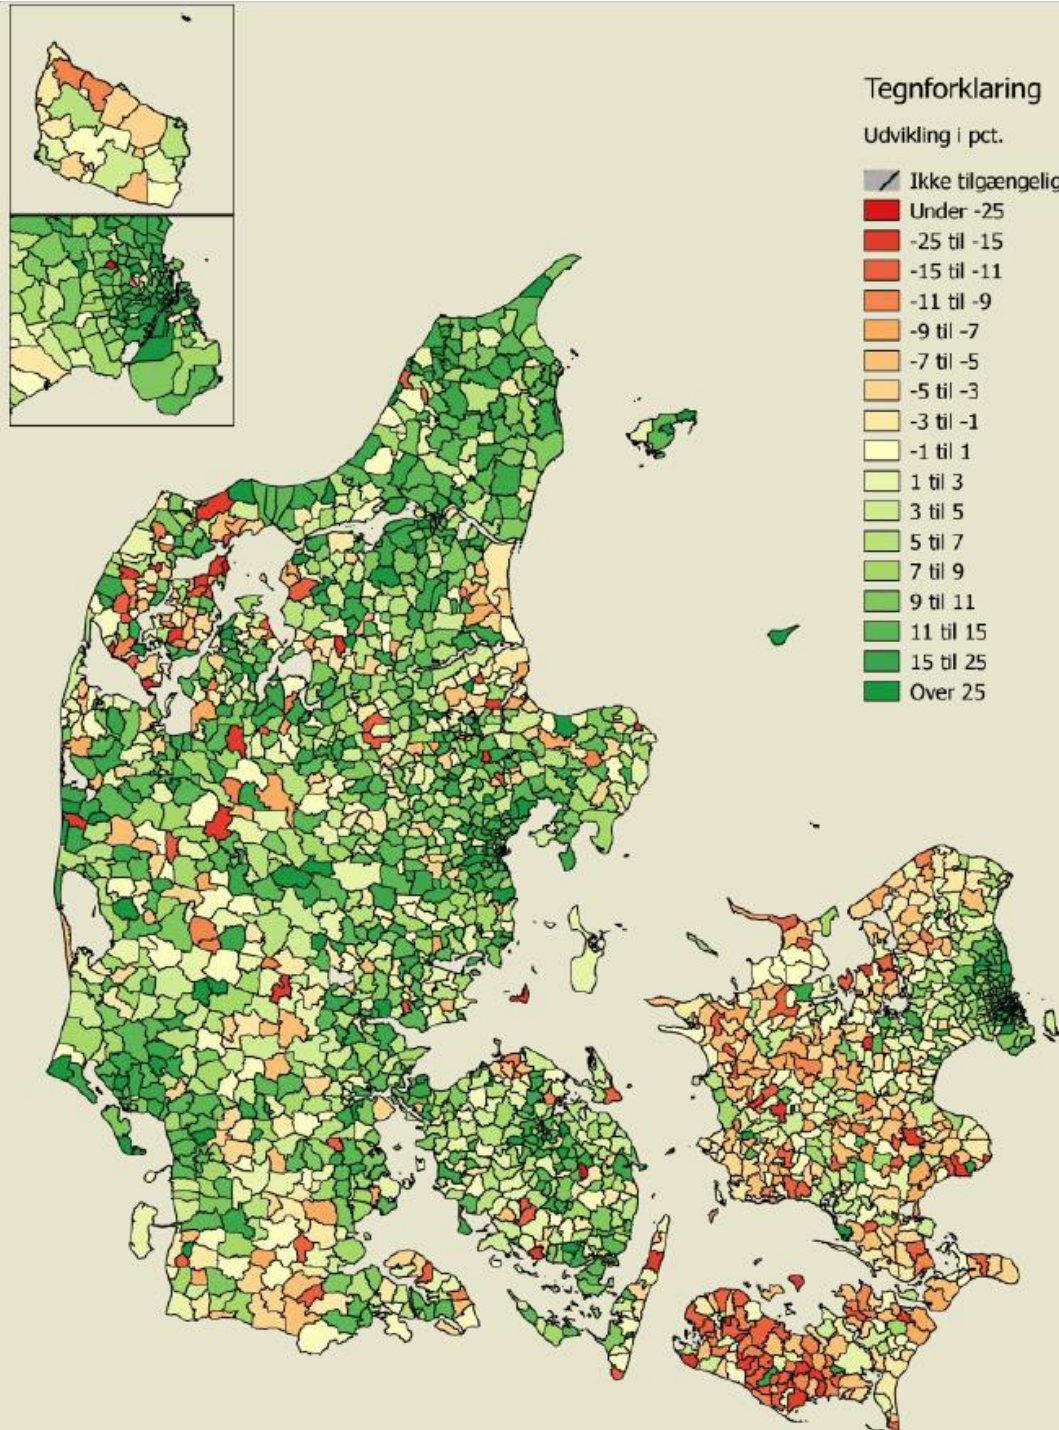 Tegnforklaring
Udvikling i pct.
Ikke tilgængelig
Under -25
-25 til -15
-15 til -11
-11 til -9
-9 til -7
-7 til -5
-5 til -3
-3 til -1
-1 til 1
1 til 3
3 til 5
5 til 7
7 til 9
9 til 11
11 til 15
15 til 25
Over 25